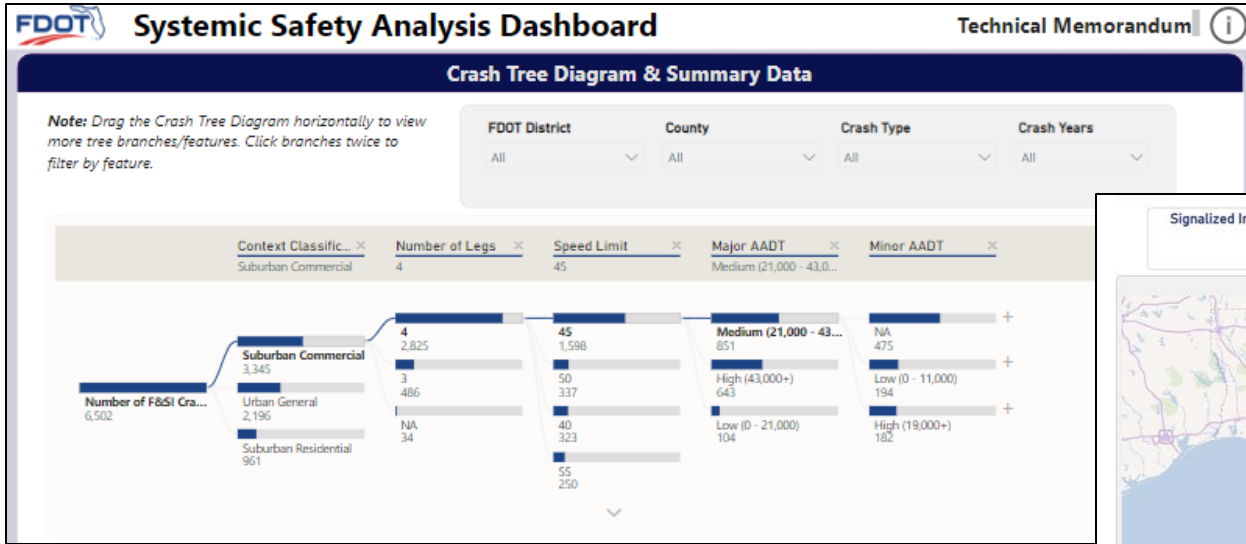 FDOT
Systemic Safety Analysis Dashboard
Technical Memorandum
i
Crash Tree Diagram & Summary Data
Note: Drag the Crash Tree Diagram horizontally to view
more tree branches/features. Click branches twice to
filter by feature.
FDOT District
County
Crash Type
Crash Years
All
All
All
All
Signalized In
Context Classific... ×
Number of Legs ×
Speed Limit ×
Major AADT ×
Minor AADT ×
Suburban Commercial
4
45
Medium (21,000 - 43,0...
Number of F&SI Cra...
6,502
Suburban Commercial
3,345
Urban General
2,196
Suburban Residential
961
4
2,825
3
486
NA
34
45
1,598
50
337
40
323
55
250
Medium (21,000 - 43...
851
High (43,000+)
643
Low (0 - 21,000)
104
NA
475
Low (0 - 11,000)
194
High (19,000+)
182